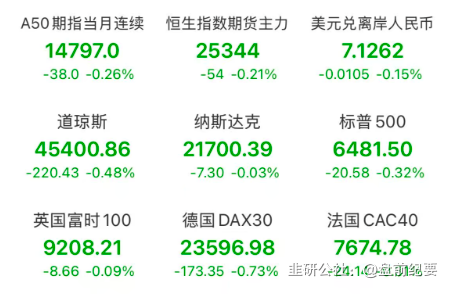 A50期指当月连续 恒生指数期货主力 美元兑离岸人民币
14797.0 25344 7.1262
-38.0 -0.26% -54 -0.21% -0.0105 -0.15%
道琼斯 纳斯达克 标普500
45400.86 21700.39 6481.50
-220.43 -0.48% -7.30 -0.03% -20.58 -0.32%
英国富时100 德国DAX30 法国CAC40
9208.21 23596.98 7674.78
-8.66 -0.09% -173.35 -0.73%
韭研公社 @盘前纪要